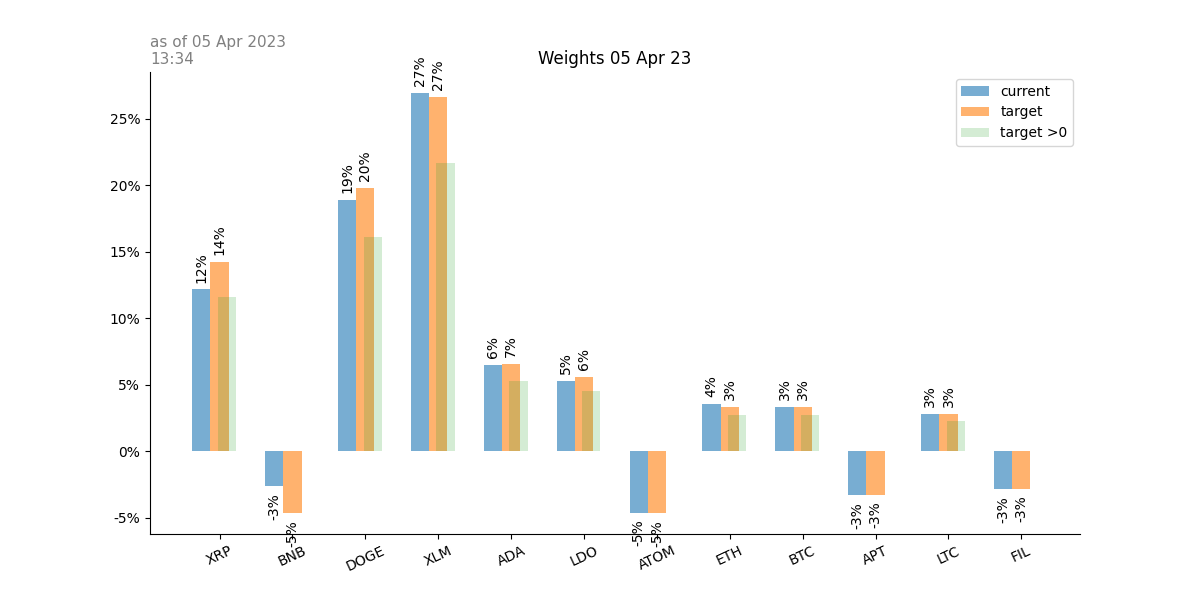 as of 05 Apr 2023
13:34
Weights 05 Apr 23
current
target
target >0
25%
20%
15%
10%
5%
0%
-5%
12%
14%
-3%
-5%
19%
20%
27%
27%
6%
7%
5%
6%
-5%
-5%
4%
3%
3%
3%
-3%
-3%
3%
3%
-3%
-3%
XRP
BNB
DOGE
XLM
ADA
LDO
ATOM
ETH
BTC
APT
LTC
FIL